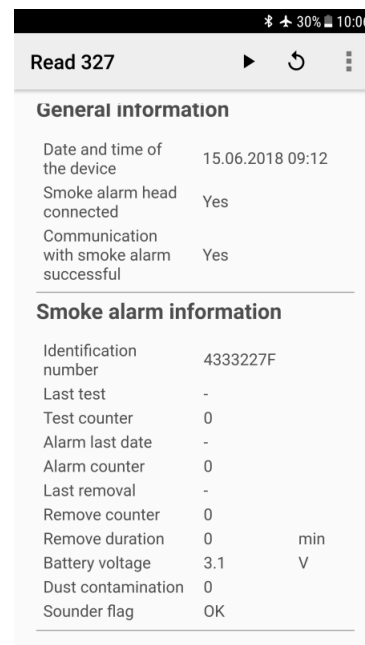 30% 10:0
Read 327
General information
Date and time of
the device
15.06.2018 09:12
Smoke alarm head
connected
Yes
Communication
with smoke alarm
successful
Yes
Smoke alarm information
Identification
number
4333227F
Last test -
Test counter 0
Alarm last date -
Alarm counter 0
Last removal -
Remove counter 0
Remove duration 0 min
Battery voltage 3.1 V
Dust contamination 0
Sounder flag OK